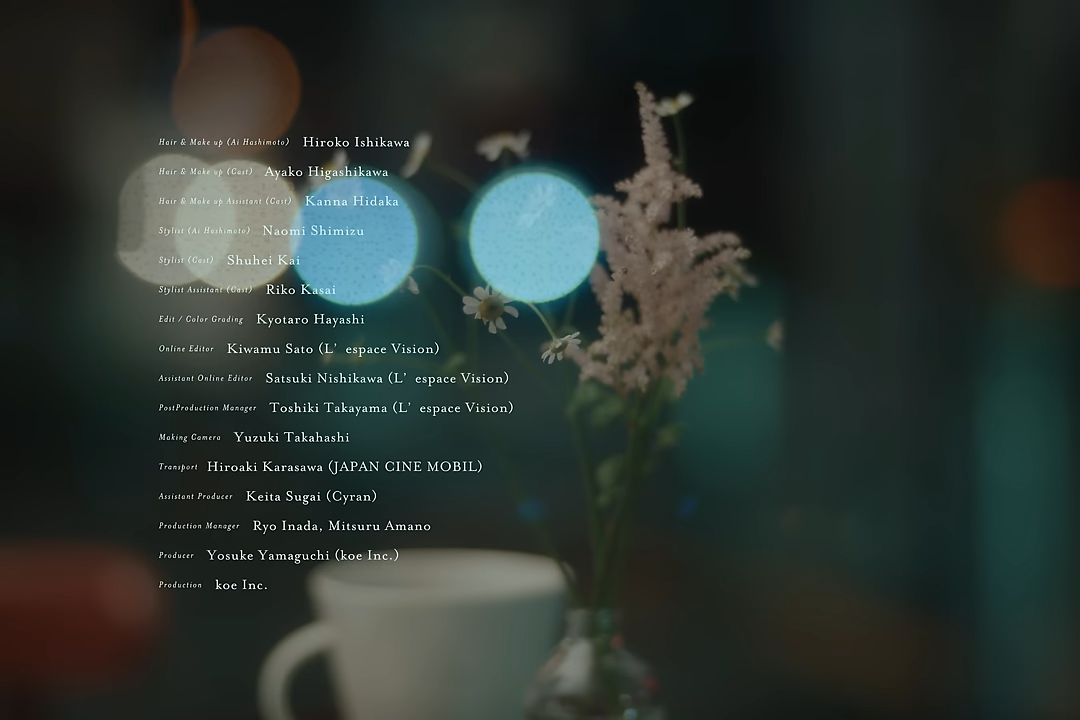 Hair & Make up (Ai Hashimoto) Hiroko Ishikawa
Hair & Make up (Cast) Ayako Higashikawa
Hair & Make up Assistant (Cast) Kanna Hidaka
Stylist (Ai Hashimoto) Naomi Shimizu
Stylist (Cast) Shuhei Kai
Stylist Assistant (Cast) Riko Kasai
Edit / Color Grading Kyotaro Hayashi
Online Editor Kiwamu Sato (L’ espace Vision)
Assistant Online Editor Satsuki Nishikawa (L’ espace Vision)
PostProduction Manager Toshiki Takayama (L’ espace Vision)
Making Camera Yuzuki Takahashi
Transport Hiroaki Karasawa (JAPAN CINE MOBIL)
Assistant Producer Keita Sugai (Cyran)
Production Manager Ryo Inada, Mitsuru Amano
Producer Yosuke Yamaguchi (koe Inc.)
Production koe Inc.